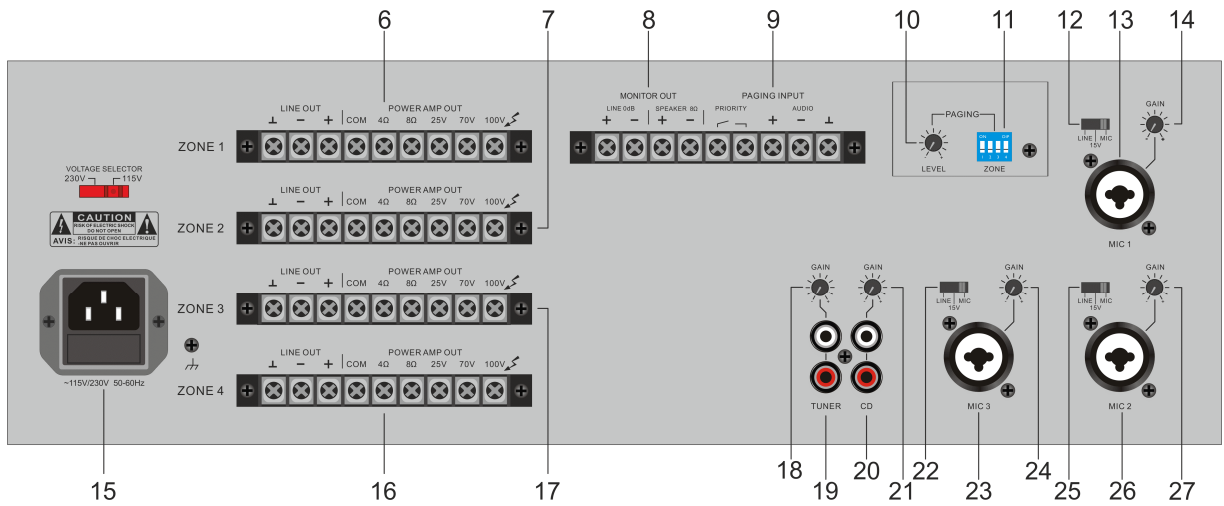 6 7 8 9 10 11 12 13 14
LINE OUT POWER AMP OUT
⊥ − + COM 4Ω 8Ω 25V 70V 100V
ZONE 1
MONITOR OUT PAGING INPUT
LINE 0dB SPEAKER 8Ω PRIORITY AUDIO
+ − + − + − ⊥
PAGING
LEVEL
ON
1 2 3 4
ZONE
GAIN
LINE MIC
15V
MIC 1
VOLTAGE SELECTOR
230V 115V
CAUTION
RISK OF ELECTRIC SHOCK
DO NOT OPEN
AVIS: RISQUE DE CHOC ELECTRIQUE
-NE PAS OUVRIR
LINE OUT POWER AMP OUT
⊥ − + COM 4Ω 8Ω 25V 70V 100V
ZONE 2
LINE OUT POWER AMP OUT
⊥ − + COM 4Ω 8Ω 25V 70V 100V
ZONE 3
LINE OUT POWER AMP OUT
⊥ − + COM 4Ω 8Ω 25V 70V 100V
ZONE 4
~115V/230V 50-60Hz
GAIN GAIN
TUNER CD
GAIN
LINE MIC
15V
MIC 3
GAIN
LINE MIC
15V
MIC 2
15 16 17 18 19 20 21 22 23 24 25 26 27